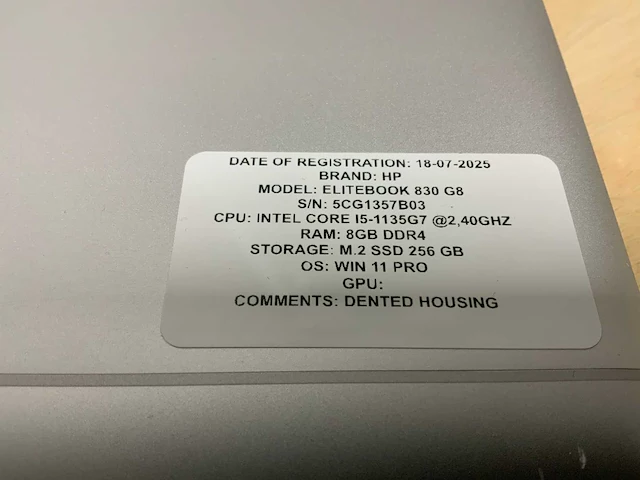 DATE OF REGISTRATION: 18-07-2025
BRAND: HP
MODEL: ELITEBOOK 830 G8
S/N: 5CG1357B03
CPU: INTEL CORE I5-1135G7 @2,40GHZ
RAM: 8GB DDR4
STORAGE: M.2 SSD 256 GB
OS: WIN 11 PRO
GPU:
COMMENTS: DENTED HOUSING